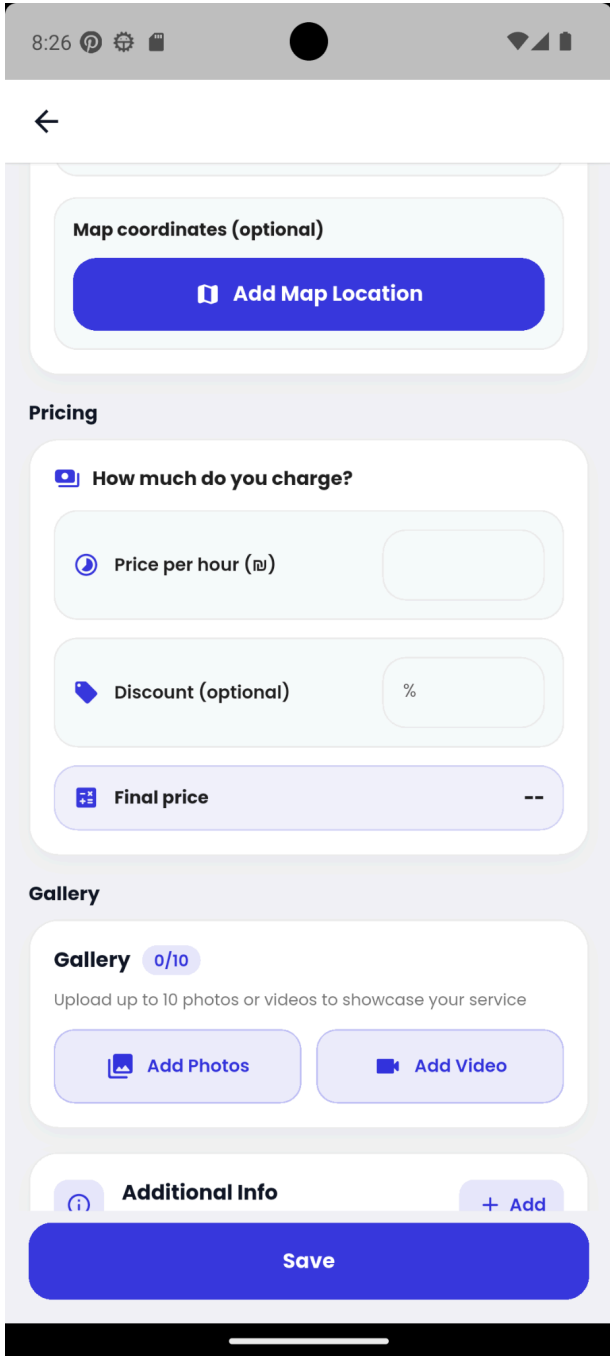 8:26
Map coordinates (optional)
Add Map Location
Pricing
How much do you charge?
Price per hour (₪)
Discount (optional)
%
Final price
--
Gallery
Gallery
0/10
Upload up to 10 photos or videos to showcase your service
Add Photos
Add Video
Additional Info
+ Add
Save